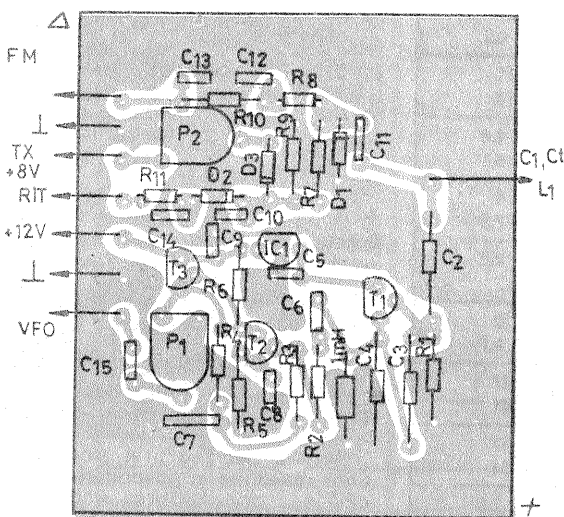 FM
C13
C12
R8
R10
P2
R9
C11
⊥
TX
+8V
D3
R7
D1
C1, Ct
L1
R11
D2
RIT
C10
+12V
C14
C9
IC1
C5
C2
T3
⊥
R6
C6
T1
VFO
P1
T2
R3
1mH
C4
C3
R1
C15
C8
C7
R5
R2